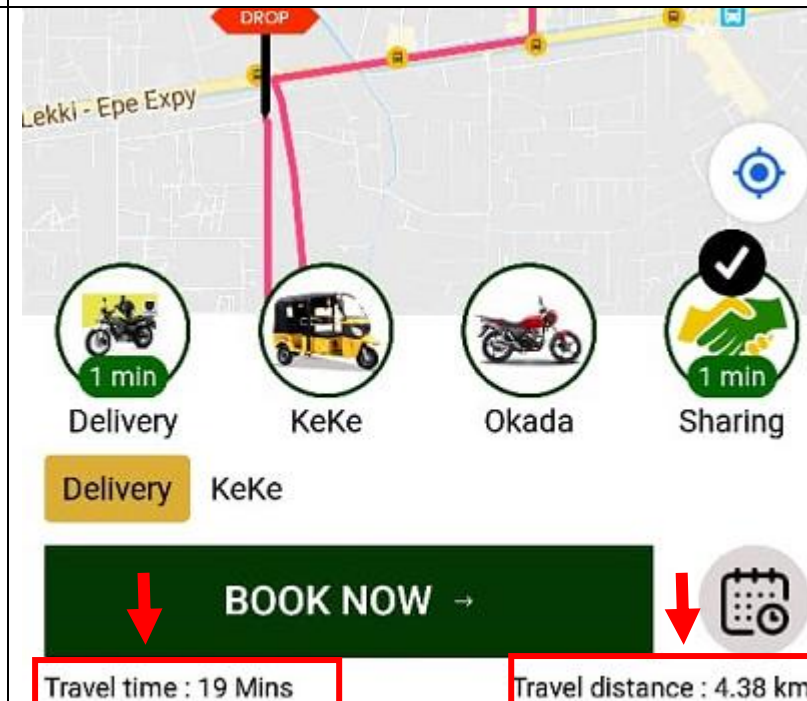 DROP
Lekki - Epe Expy
1 min
1 min
Delivery
KeKe
Okada
Sharing
Delivery
KeKe
BOOK NOW →
Travel time : 19 Mins
Travel distance : 4.38 km